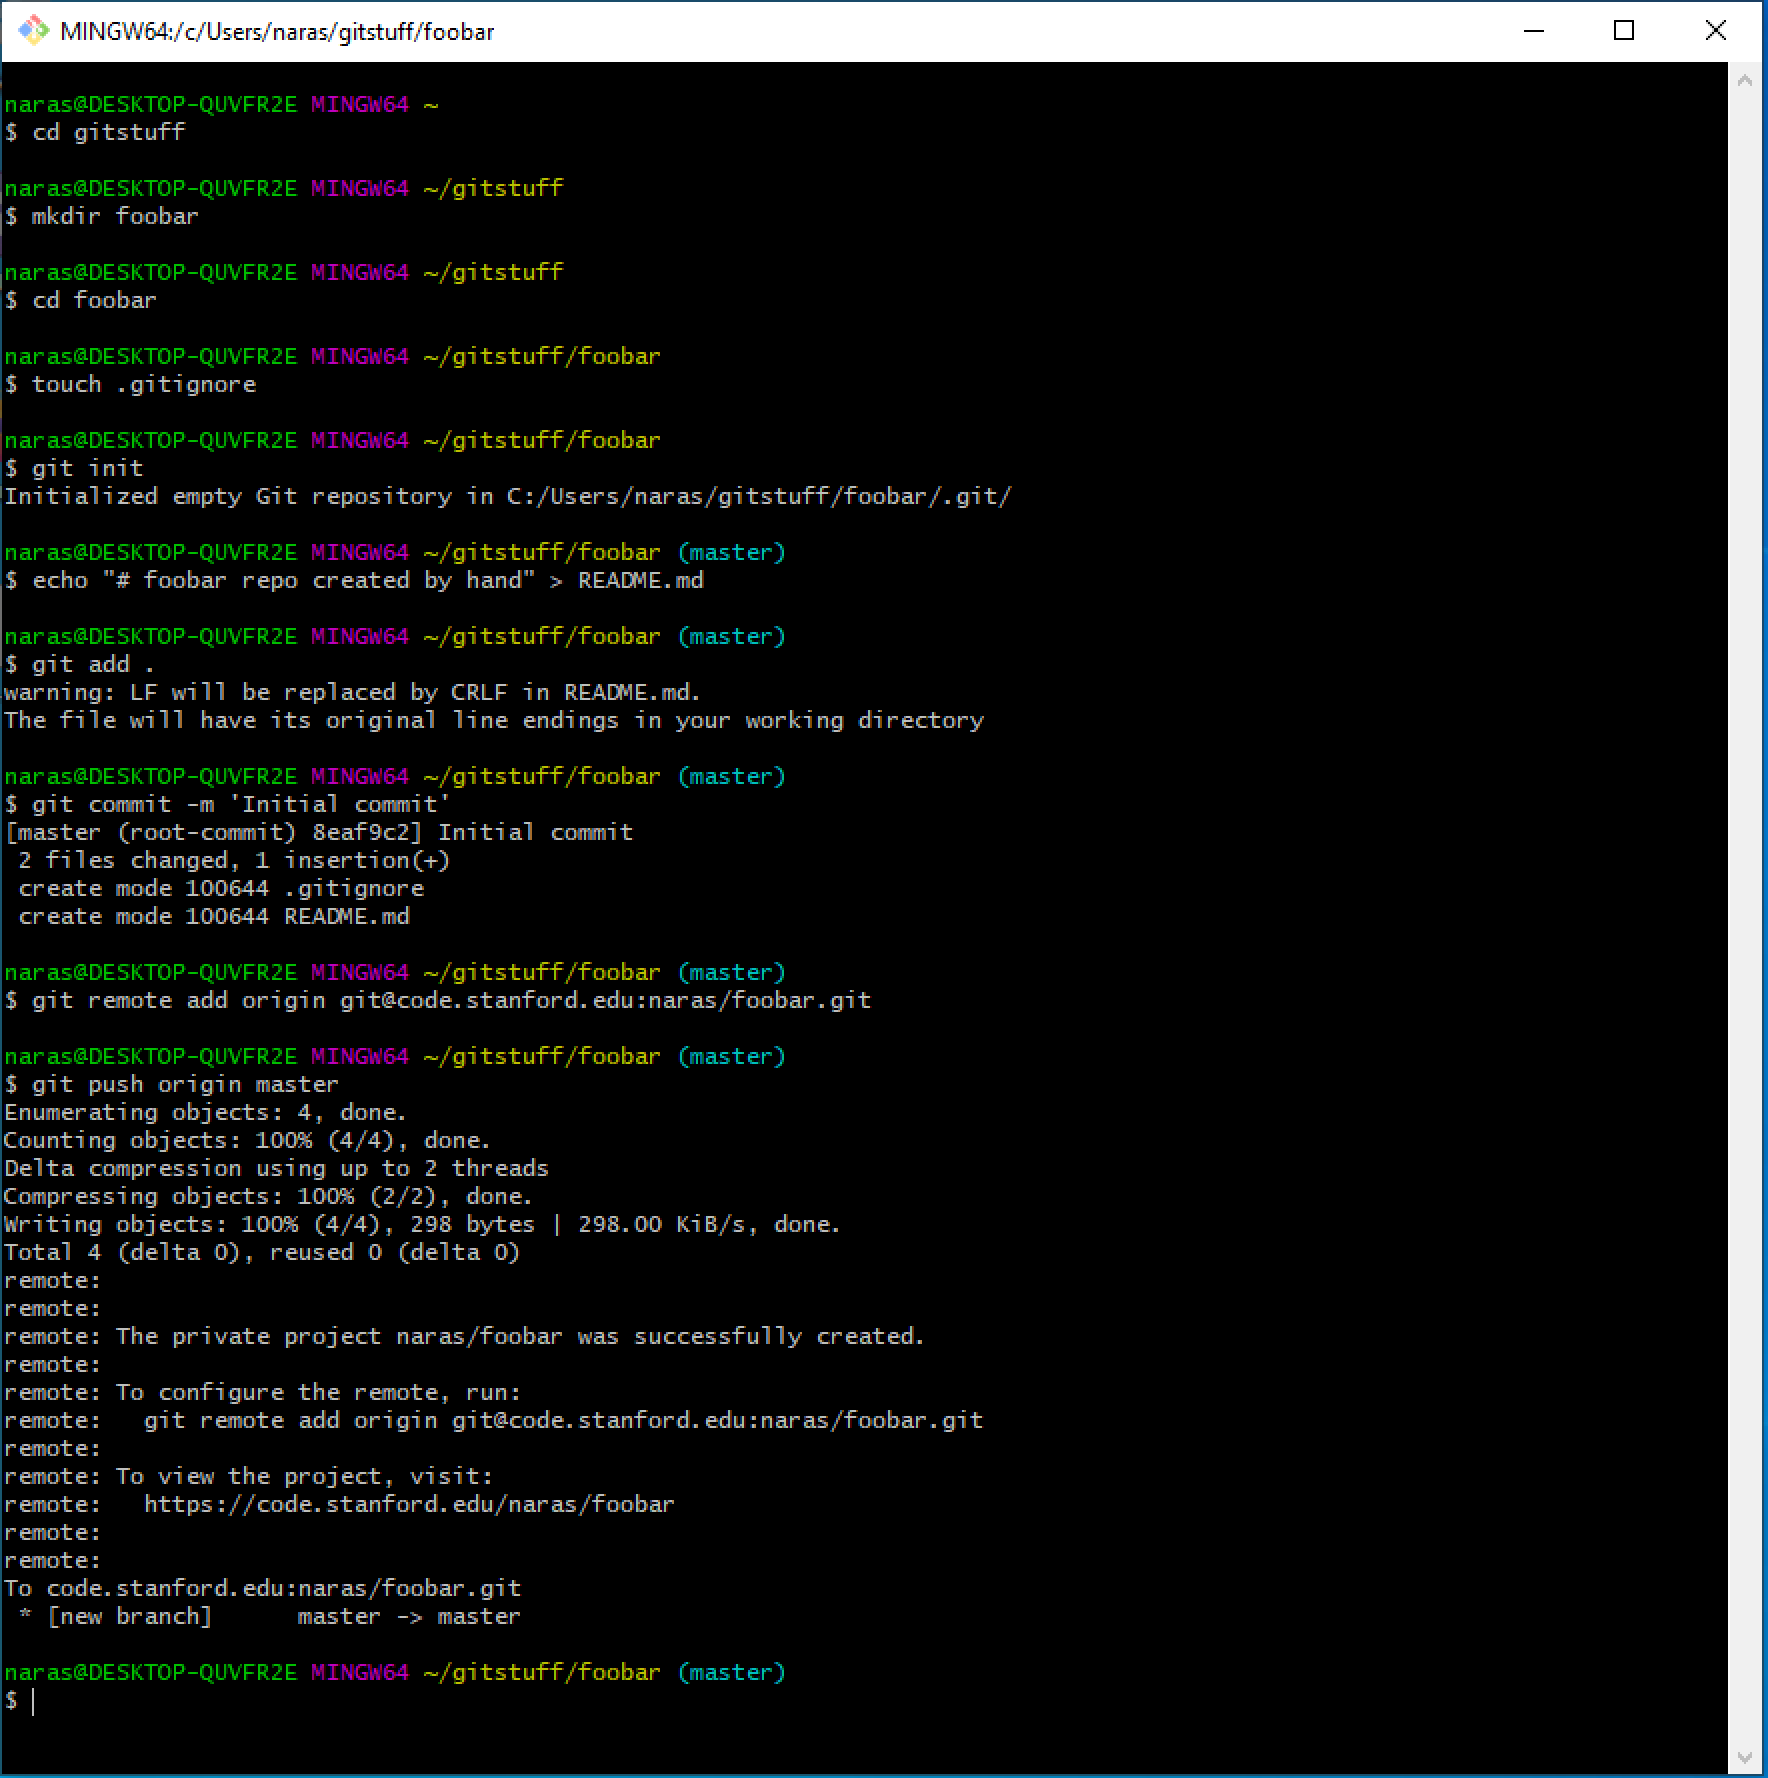 MINGW64:/c/Users/naras/gitstuff/foobar
naras@DESKTOP-QUVFR2E MINGW64 ~
$ cd gitstuff
naras@DESKTOP-QUVFR2E MINGW64 ~/gitstuff
$ mkdir foobar
naras@DESKTOP-QUVFR2E MINGW64 ~/gitstuff
$ cd foobar
naras@DESKTOP-QUVFR2E MINGW64 ~/gitstuff/foobar
$ touch .gitignore
naras@DESKTOP-QUVFR2E MINGW64 ~/gitstuff/foobar
$ git init
Initialized empty Git repository in C:/Users/naras/gitstuff/foobar/.git/
naras@DESKTOP-QUVFR2E MINGW64 ~/gitstuff/foobar (master)
$ echo "# foobar repo created by hand" > README.md
naras@DESKTOP-QUVFR2E MINGW64 ~/gitstuff/foobar (master)
$ git add .
warning: LF will be replaced by CRLF in README.md.
The file will have its original line endings in your working directory
naras@DESKTOP-QUVFR2E MINGW64 ~/gitstuff/foobar (master)
$ git commit -m 'Initial commit'
[master (root-commit) 8eaf9c2] Initial commit
 2 files changed, 1 insertion(+)
 create mode 100644 .gitignore
 create mode 100644 README.md
naras@DESKTOP-QUVFR2E MINGW64 ~/gitstuff/foobar (master)
$ git remote add origin git@code.stanford.edu:naras/foobar.git
naras@DESKTOP-QUVFR2E MINGW64 ~/gitstuff/foobar (master)
$ git push origin master
Enumerating objects: 4, done.
Counting objects: 100% (4/4), done.
Delta compression using up to 2 threads
Compressing objects: 100% (2/2), done.
Writing objects: 100% (4/4), 298 bytes | 298.00 KiB/s, done.
Total 4 (delta 0), reused 0 (delta 0)
remote:
remote:
remote: The private project naras/foobar was successfully created.
remote:
remote: To configure the remote, run:
remote:   git remote add origin git@code.stanford.edu:naras/foobar.git
remote:
remote: To view the project, visit:
remote:   https://code.stanford.edu/naras/foobar
remote:
remote:
To code.stanford.edu:naras/foobar.git
 * [new branch]      master -> master
naras@DESKTOP-QUVFR2E MINGW64 ~/gitstuff/foobar (master)
$